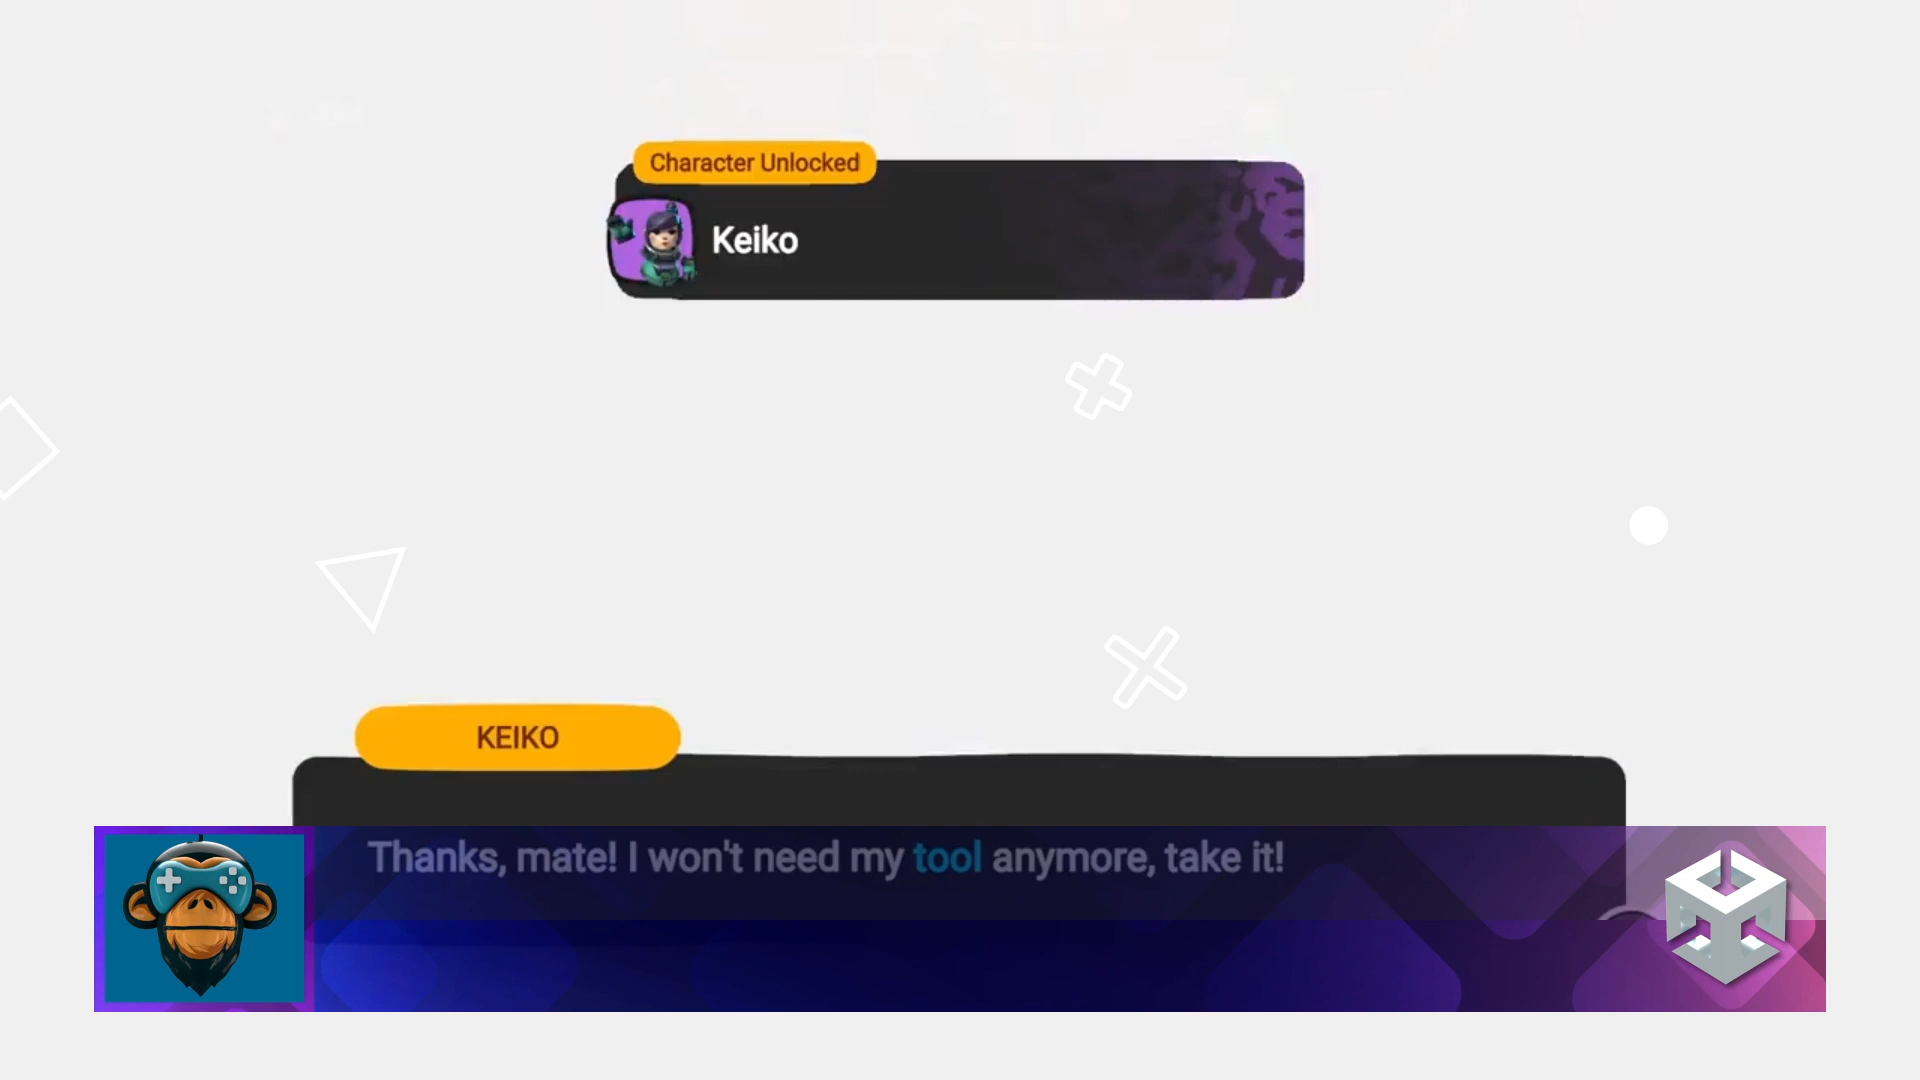 Character Unlocked
Keiko
KEIKO
Thanks, mate! I won't need my tool anymore, take it!